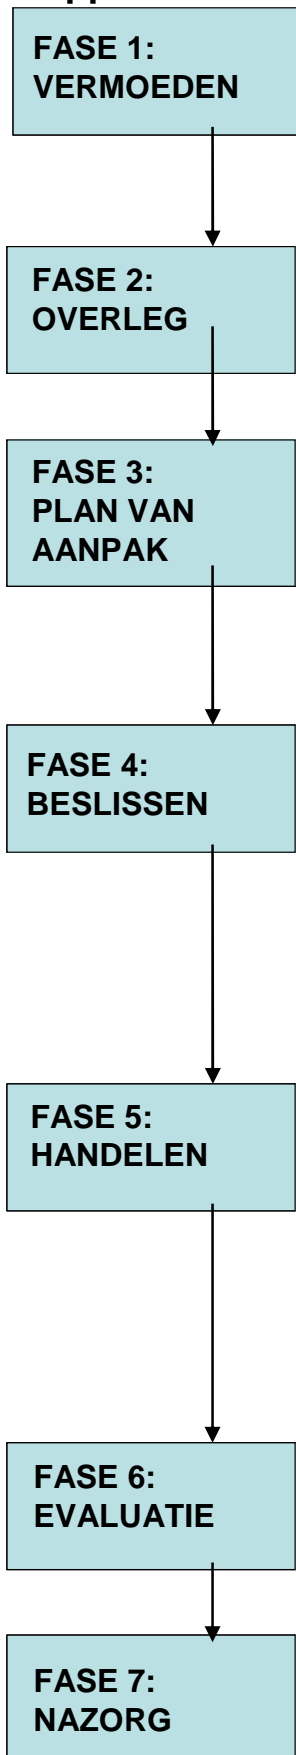 FASE 1:
VERMOEDEN
FASE 2:
OVERLEG
FASE 3:
PLAN VAN
AANPAK
FASE 4:
BESLISSEN
FASE 5:
HANDELEN
FASE 6:
EVALUATIE
FASE 7:
NAZORG